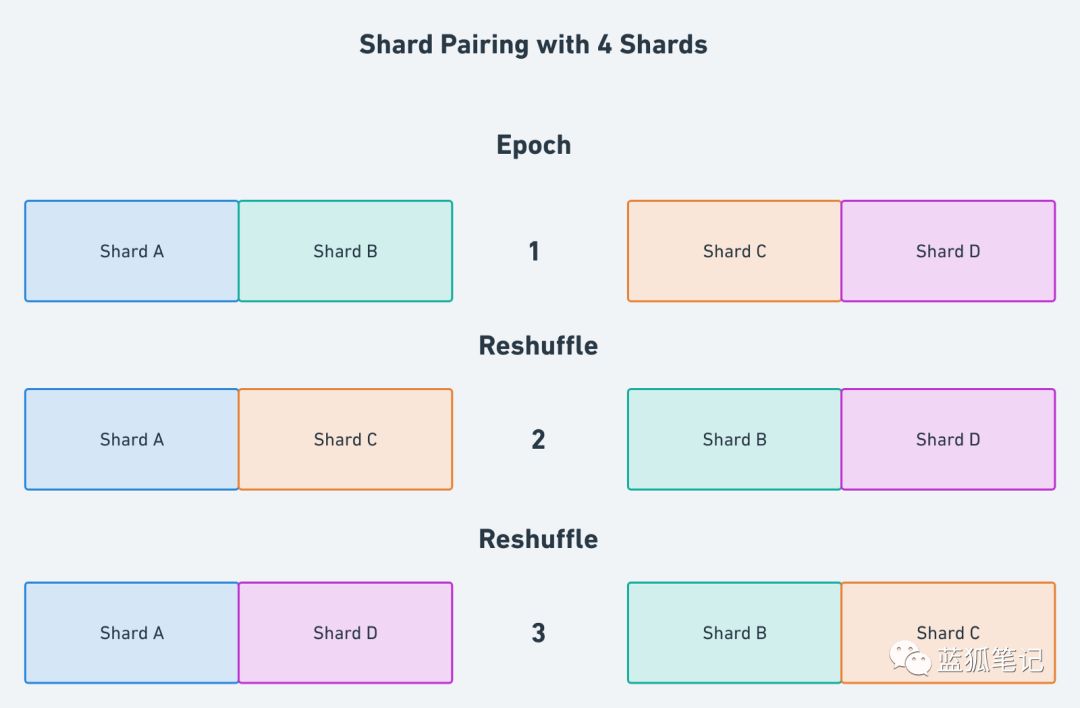 Shard Pairing with 4 Shards
Epoch
Shard A Shard B 1 Shard C Shard D
Reshuffle
Shard A Shard C 2 Shard B Shard D
Reshuffle
Shard A Shard D 3 Shard B Shard C
蓝狐笔记